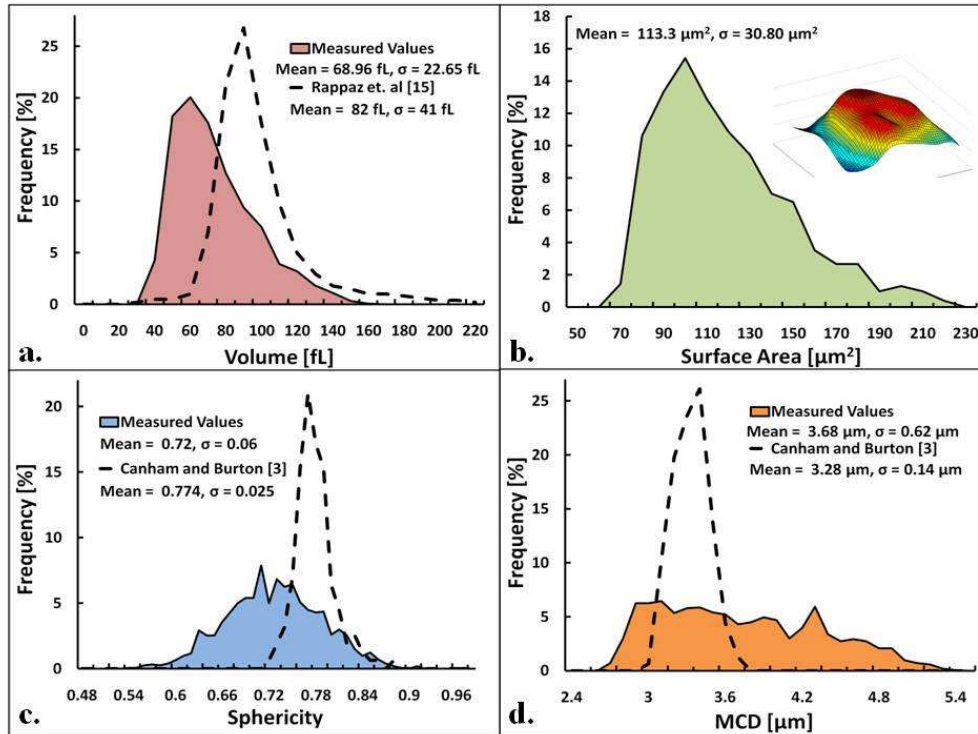 Measured Values
Mean = 68.96 fL, σ = 22.65 fL
Rappaz et. al [15]
Mean = 82 fL, σ = 41 fL
Frequency [%]
25
20
15
10
5
0
0 20 40 60 80 100 120 140 160 180 200 220
Volume [fL]
a.
Mean = 113.3 µm², σ = 30.80 µm²
Frequency [%]
18
16
14
12
10
8
6
4
2
0
50 70 90 110 130 150 170 190 210 230
Surface Area [µm²]
b.
Measured Values
Mean = 0.72, σ = 0.06
Canham and Burton [3]
Mean = 0.774, σ = 0.025
Frequency [%]
20
15
10
5
0
0.48 0.54 0.6 0.66 0.72 0.78 0.84 0.9 0.96
Sphericity
c.
Measured Values
Mean = 3.68 µm, σ = 0.62 µm
Canham and Burton [3]
Mean = 3.28 µm, σ = 0.14 µm
Frequency [%]
25
20
15
10
5
0
2.4 3 3.6 4.2 4.8 5.4
MCD [µm]
d.